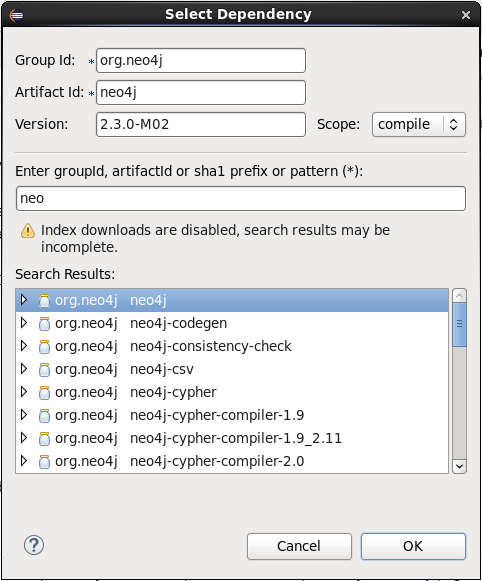 Select Dependency
Group Id: * org.neo4j
Artifact Id: * neo4j
Version: 2.3.0-M02 Scope: compile
Enter groupId, artifactId or sha1 prefix or pattern (*):
neo
Index downloads are disabled, search results may be
incomplete.
Search Results:
org.neo4j neo4j
org.neo4j neo4j-codegen
org.neo4j neo4j-consistency-check
org.neo4j neo4j-csv
org.neo4j neo4j-cypher
org.neo4j neo4j-cypher-compiler-1.9
org.neo4j neo4j-cypher-compiler-1.9_2.11
org.neo4j neo4j-cypher-compiler-2.0
? Cancel OK